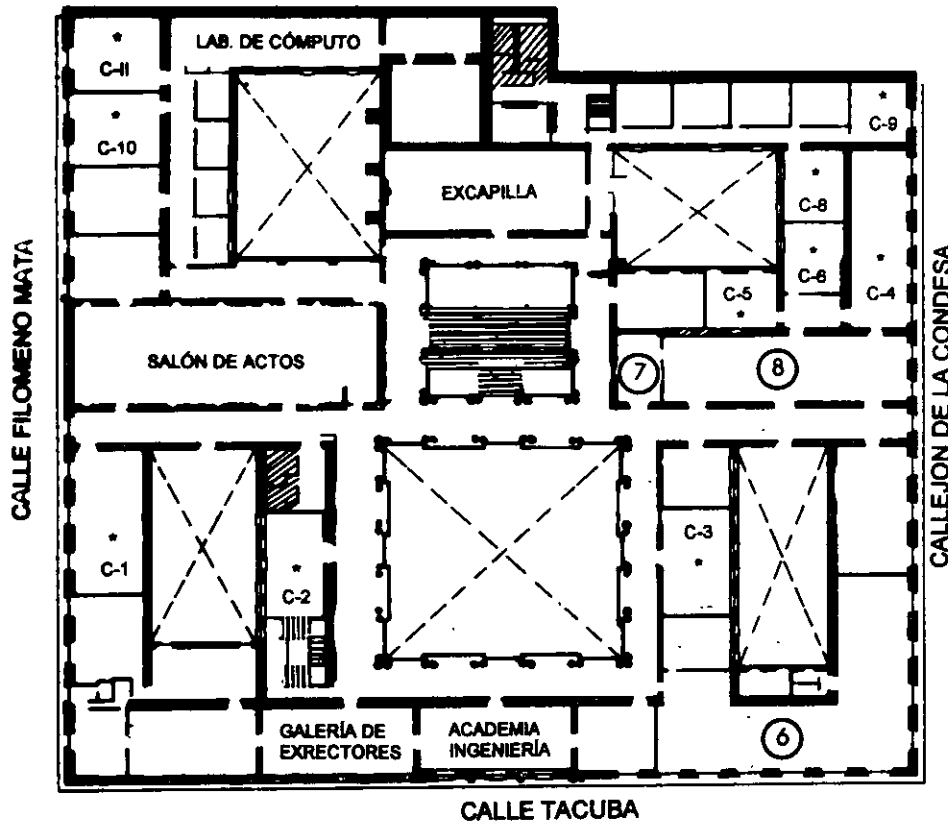 LAB. DE CÓMPUTO
C-11
C-9
C-10
EXCAPILLA
C-8
C-6
C-4
C-5
CALLE FILOMENO MATA
CALLEJON DE LA CONDESA
SALÓN DE ACTOS
7
8
C-3
C-1
C-2
GALERÍA DE
EXRECTORES
ACADEMIA
INGENIERÍA
6
CALLE TACUBA